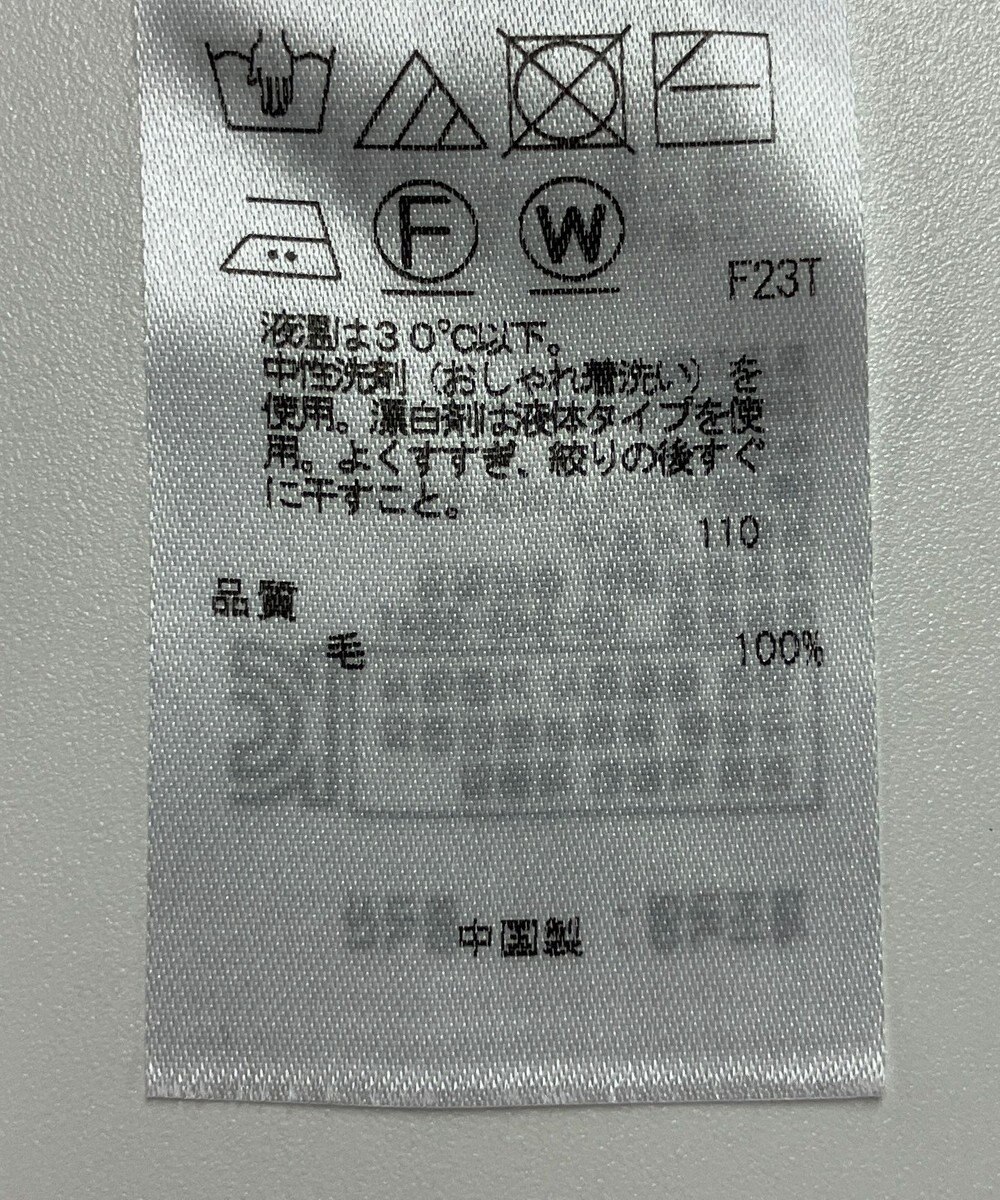 F
W
F23T
液温は30℃以下。
中性洗剤（おしゃれ着洗い）を
使用。漂白剤は液体タイプを使
用。よくすすぎ、絞りの後すぐ
に干すこと。
110
品質
毛 100%
中国製